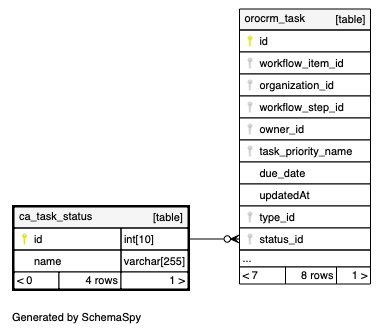 orocrm_task [table]
id
workflow_item_id
organization_id
workflow_step_id
owner_id
task_priority_name
due_date
updatedAt
type_id
status_id
...
< 7 8 rows 1 >
ca_task_status [table]
id int[10]
name varchar[255]
< 0 4 rows 1 >
Generated by SchemaSpy